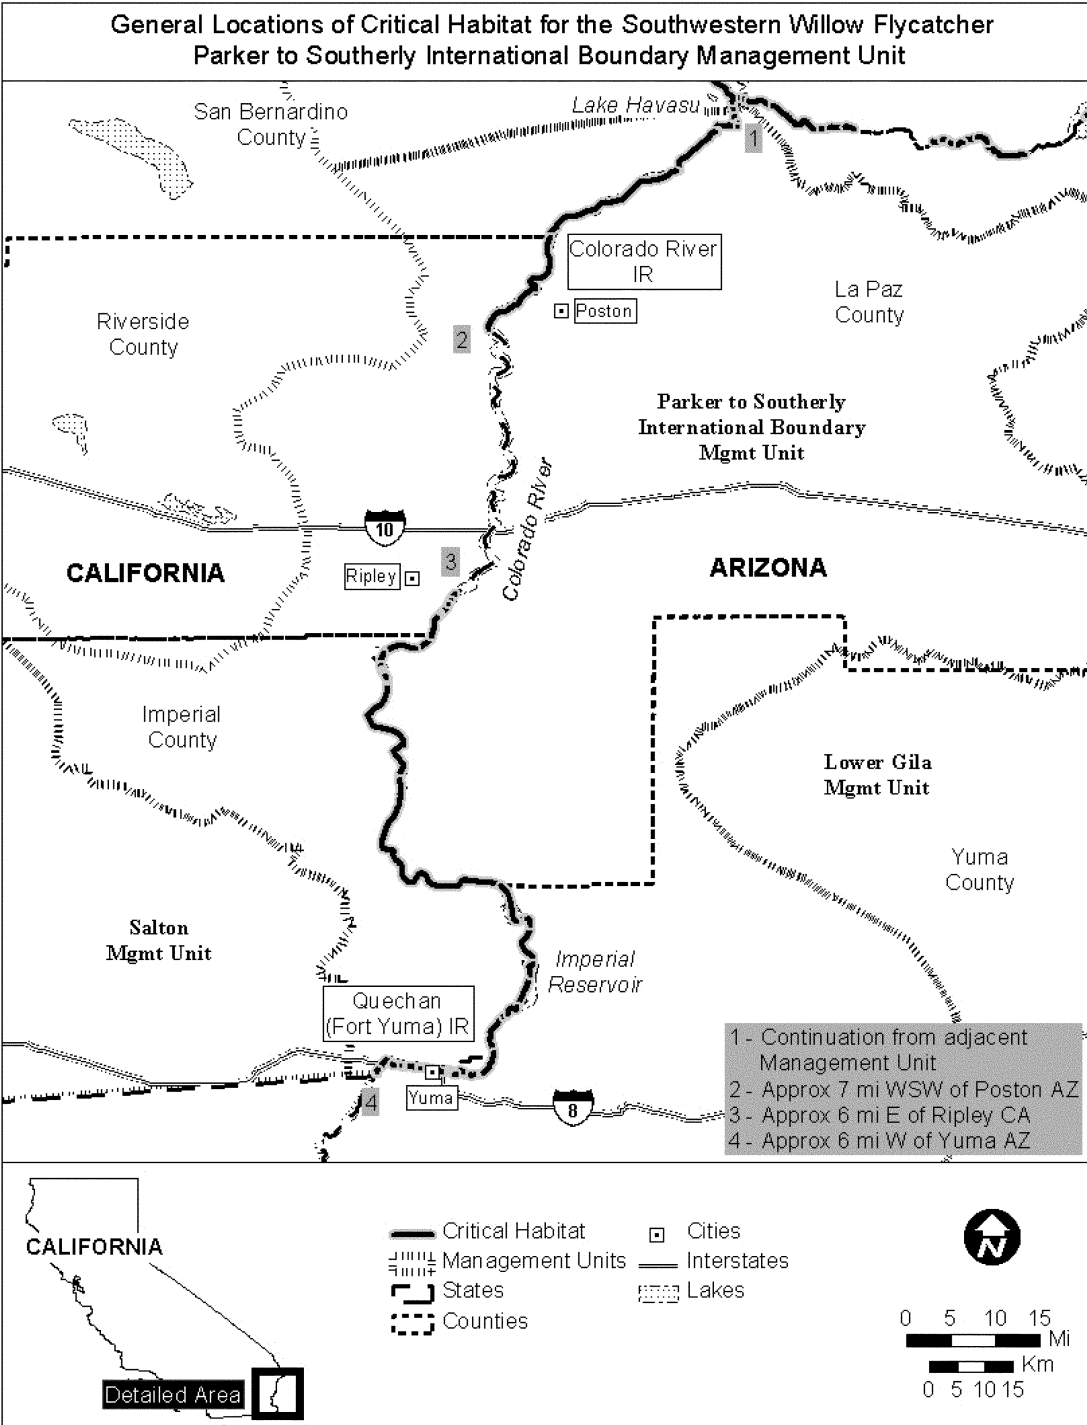 General Locations of Critical Habitat for the Southwestern Willow Flycatcher
Parker to Southerly International Boundary Management Unit
San Bernardino
County
Lake Havasu
1
Colorado River
IR
Poston
La Paz
County
Riverside
County
2
Parker to Southerly
International Boundary
Mgmt Unit
Colorado River
10
3
CALIFORNIA
Ripley
ARIZONA
Imperial
County
Lower Gila
Mgmt Unit
Yuma
County
Salton
Mgmt Unit
Imperial
Reservoir
Quechan
(Fort Yuma) IR
Yuma
4
8
1 - Continuation from adjacent
Management Unit
2 - Approx 7 mi WSW of Poston AZ
3 - Approx 6 mi E of Ripley CA
4 - Approx 6 mi W of Yuma AZ
CALIFORNIA
Detailed Area
Critical Habitat
Management Units
States
Counties
Cities
Interstates
Lakes
N
0 5 10 15
Mi
Km
0 5 10 15